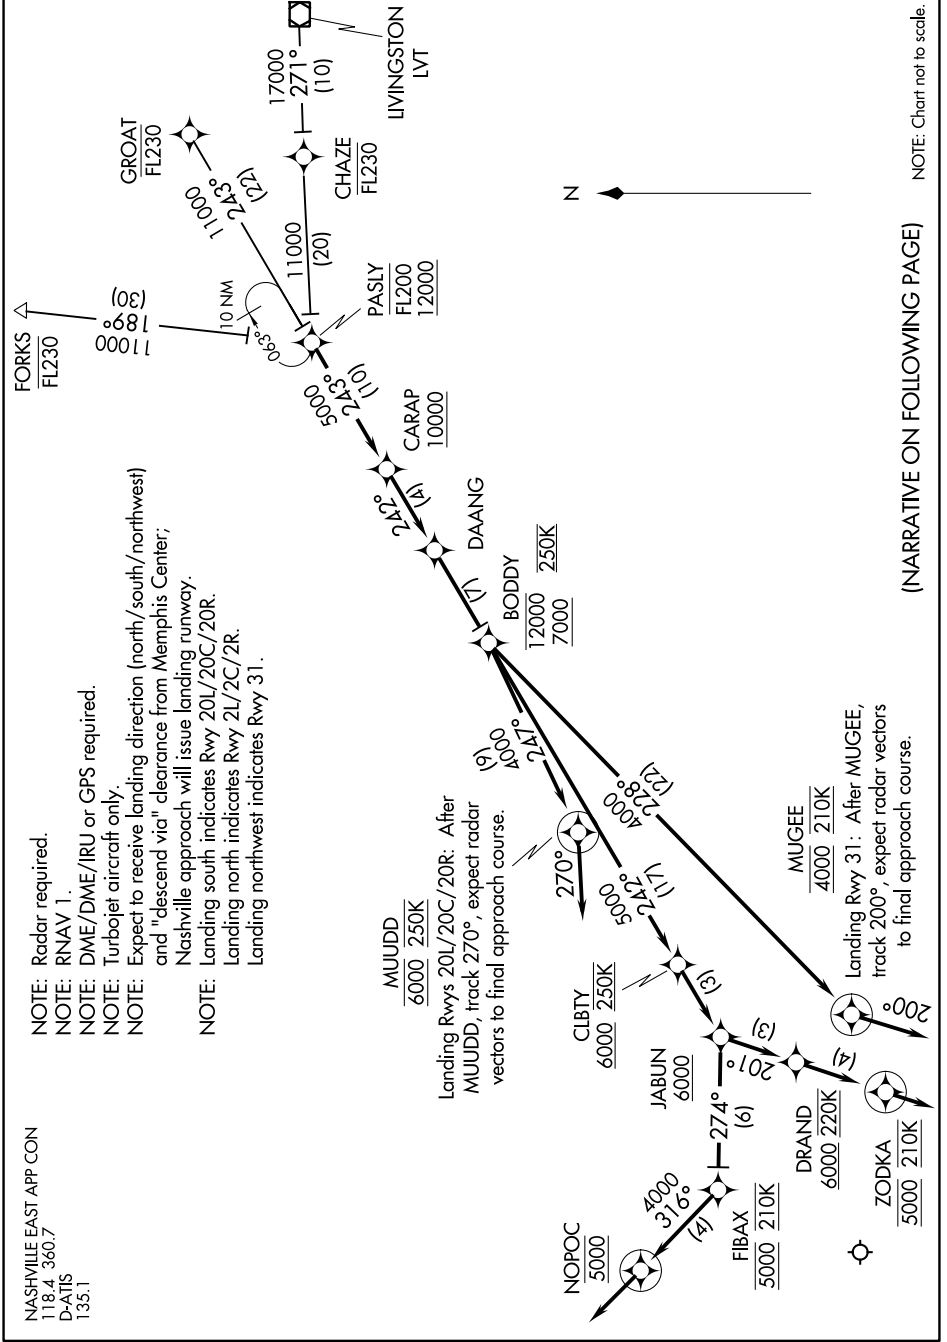 NASHVILLE EAST APP CON
118.4 360.7
D-ATIS
135.1
NOTE: Radar required.
NOTE: RNAV 1.
NOTE: DME/DME/IRU or GPS required.
NOTE: Turbojet aircraft only.
NOTE: Expect to receive landing direction (north/south/northwest)
and "descend via" clearance from Memphis Center;
Nashville approach will issue landing runway.
NOTE: Landing south indicates Rwy 20L/20C/20R.
Landing north indicates Rwy 2L/2C/2R.
Landing northwest indicates Rwy 31.
FORKS
FL230
11000
189°
(30)
GROAT
FL230
11000
243°
(22)
17000
271°
(10)
LIVINGSTON
LVT
CHAZE
FL230
11000
(20)
10 NM
063°
PASLY
FL200
12000
5000
243°
(10)
CARAP
10000
242°
(4)
DAANG
(7)
BODDY
12000 250K
7000
(9)
4000
247°
MUUDD
6000 250K
Landing Rwys 20L/20C/20R: After
MUUDD, track 270°, expect radar
vectors to final approach course.
270°
5000
242°
(17)
4000
228°
(22)
CLBTY
6000 250K
(3)
JABUN
6000
274°
(6)
201°
(3)
DRAND
6000 220K
(4)
ZODKA
5000 210K
FIBAX
5000 210K
4000
316°
(4)
NOPOC
5000
MUGEE
4000 210K
Landing Rwy 31: After MUGEE,
track 200°, expect radar vectors
to final approach course.
200°
N
(NARRATIVE ON FOLLOWING PAGE)
NOTE: Chart not to scale.